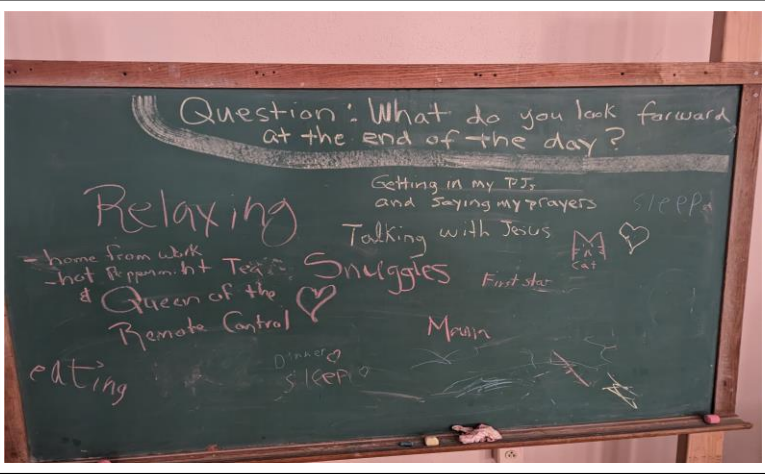 Question: What do you look forward
at the end of the day?
Getting in my PJs
and saying my prayers
Sleep
Relaxing
Talking with Jesus
- home from work
- hot Peppermint Tea
& Queen of the
Remote Control
Snuggles
Cat
First star
eating
Dinner
Sleep